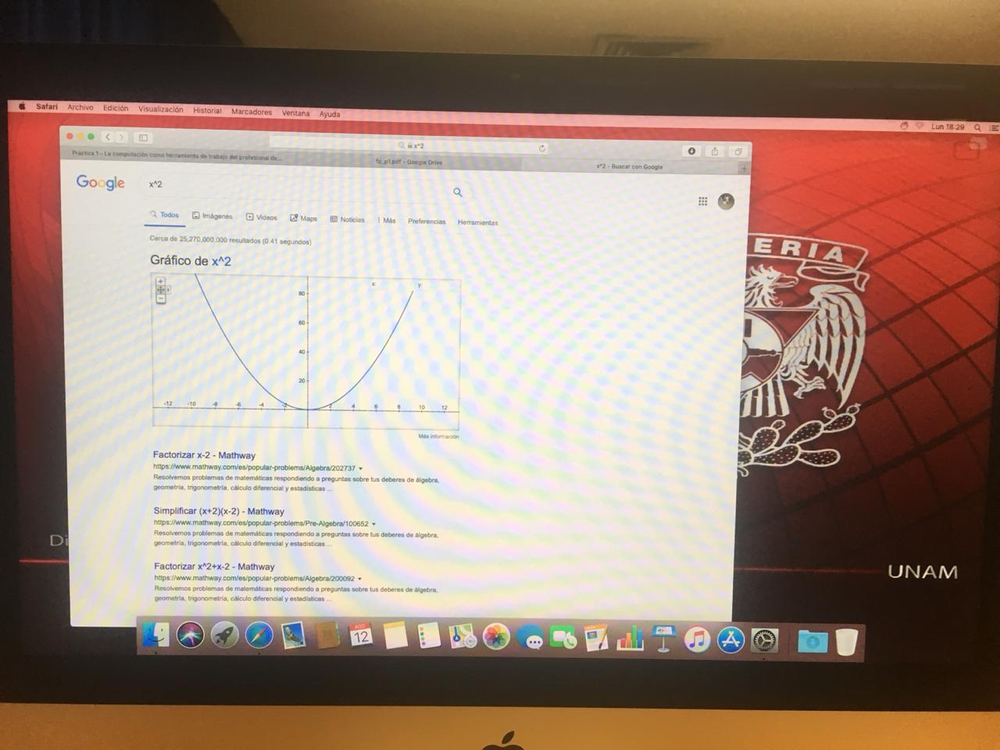 Safari Archivo Edición Visualización Historial Marcadores Ventana Ayuda
Lun 18:29
x^2
Práctica 1 - La computación como herramienta de trabajo del profesional de...
fp_p1.pdf - Google Drive
x^2 - Buscar con Google
Google
x^2
Todos Imágenes Videos Maps Noticias Más Preferencias Herramientas
Cerca de 25,270,000,000 resultados (0.41 segundos)
Gráfico de x^2
x y
80
60
40
20
-12 -10 -8 -6 -4 -2 2 4 6 8 10 12
Más información
Factorizar x-2 - Mathway
https://www.mathway.com/es/popular-problems/Algebra/202737
Resolvemos problemas de matemáticas respondiendo a preguntas sobre tus deberes de álgebra,
geometría, trigonometría, cálculo diferencial y estadísticas ...
Simplificar (x+2)(x-2) - Mathway
https://www.mathway.com/es/popular-problems/Pre-Algebra/100652
Resolvemos problemas de matemáticas respondiendo a preguntas sobre tus deberes de álgebra,
geometría, trigonometría, cálculo diferencial y estadísticas ...
Factorizar x^2+x-2 - Mathway
https://www.mathway.com/es/popular-problems/Algebra/200092
Resolvemos problemas de matemáticas respondiendo a preguntas sobre tus deberes de álgebra,
geometría, trigonometría, cálculo diferencial y estadísticas ...
ERIA
Di
UNAM
AGO
12